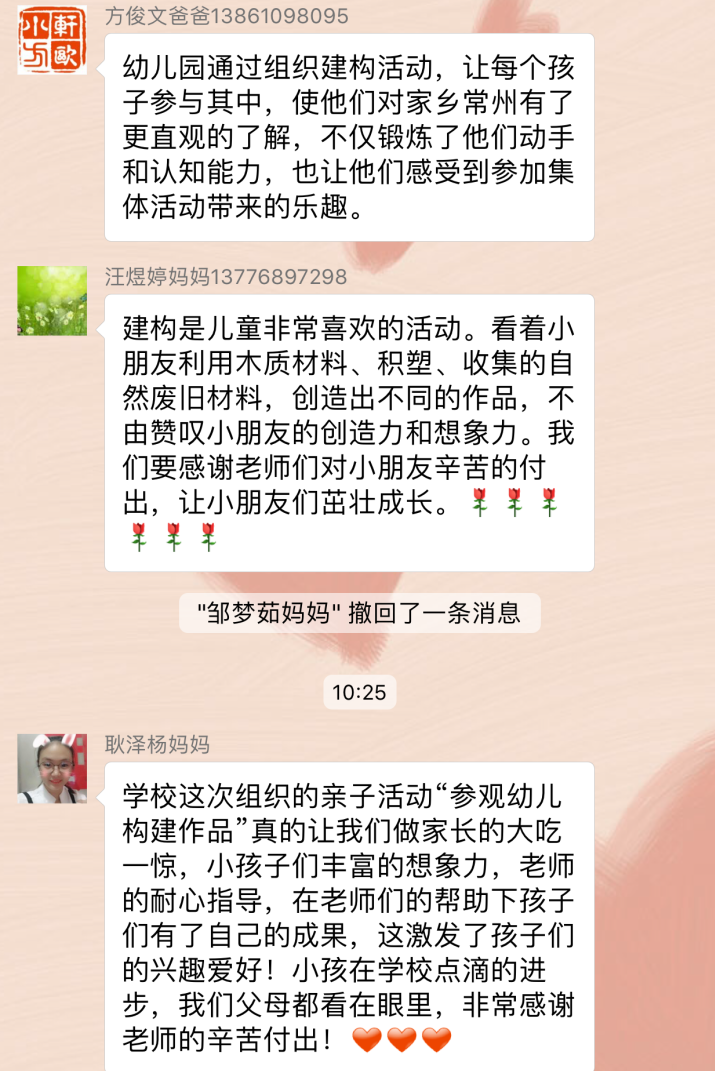 小軒
方歐
方俊文爸爸13861098095
幼儿园通过组织建构活动，让每个孩
子参与其中，使他们对家乡常州有了
更直观的了解，不仅锻炼了他们动手
和认知能力，也让他们感受到参加集
体活动带来的乐趣。
汪煜婷妈妈13776897298
建构是儿童非常喜欢的活动。看着小
朋友利用木质材料、积塑、收集的自
然废旧材料，创造出不同的作品，不
由赞叹小朋友的创造力和想象力。我
们要感谢老师们对小朋友辛苦的付
出，让小朋友们茁壮成长。🌹🌹🌹
🌹🌹🌹
"邹梦茹妈妈" 撤回了一条消息
10:25
耿泽杨妈妈
学校这次组织的亲子活动“参观幼儿
构建作品”真的让我们做家长的大吃
一惊，小孩子们丰富的想象力，老师
的耐心指导，在老师们的帮助下孩子
们有了自己的成果，这激发了孩子们
的兴趣爱好！小孩在学校点滴的进
步，我们父母都看在眼里，非常感谢
老师的辛苦付出！❤️❤️❤️